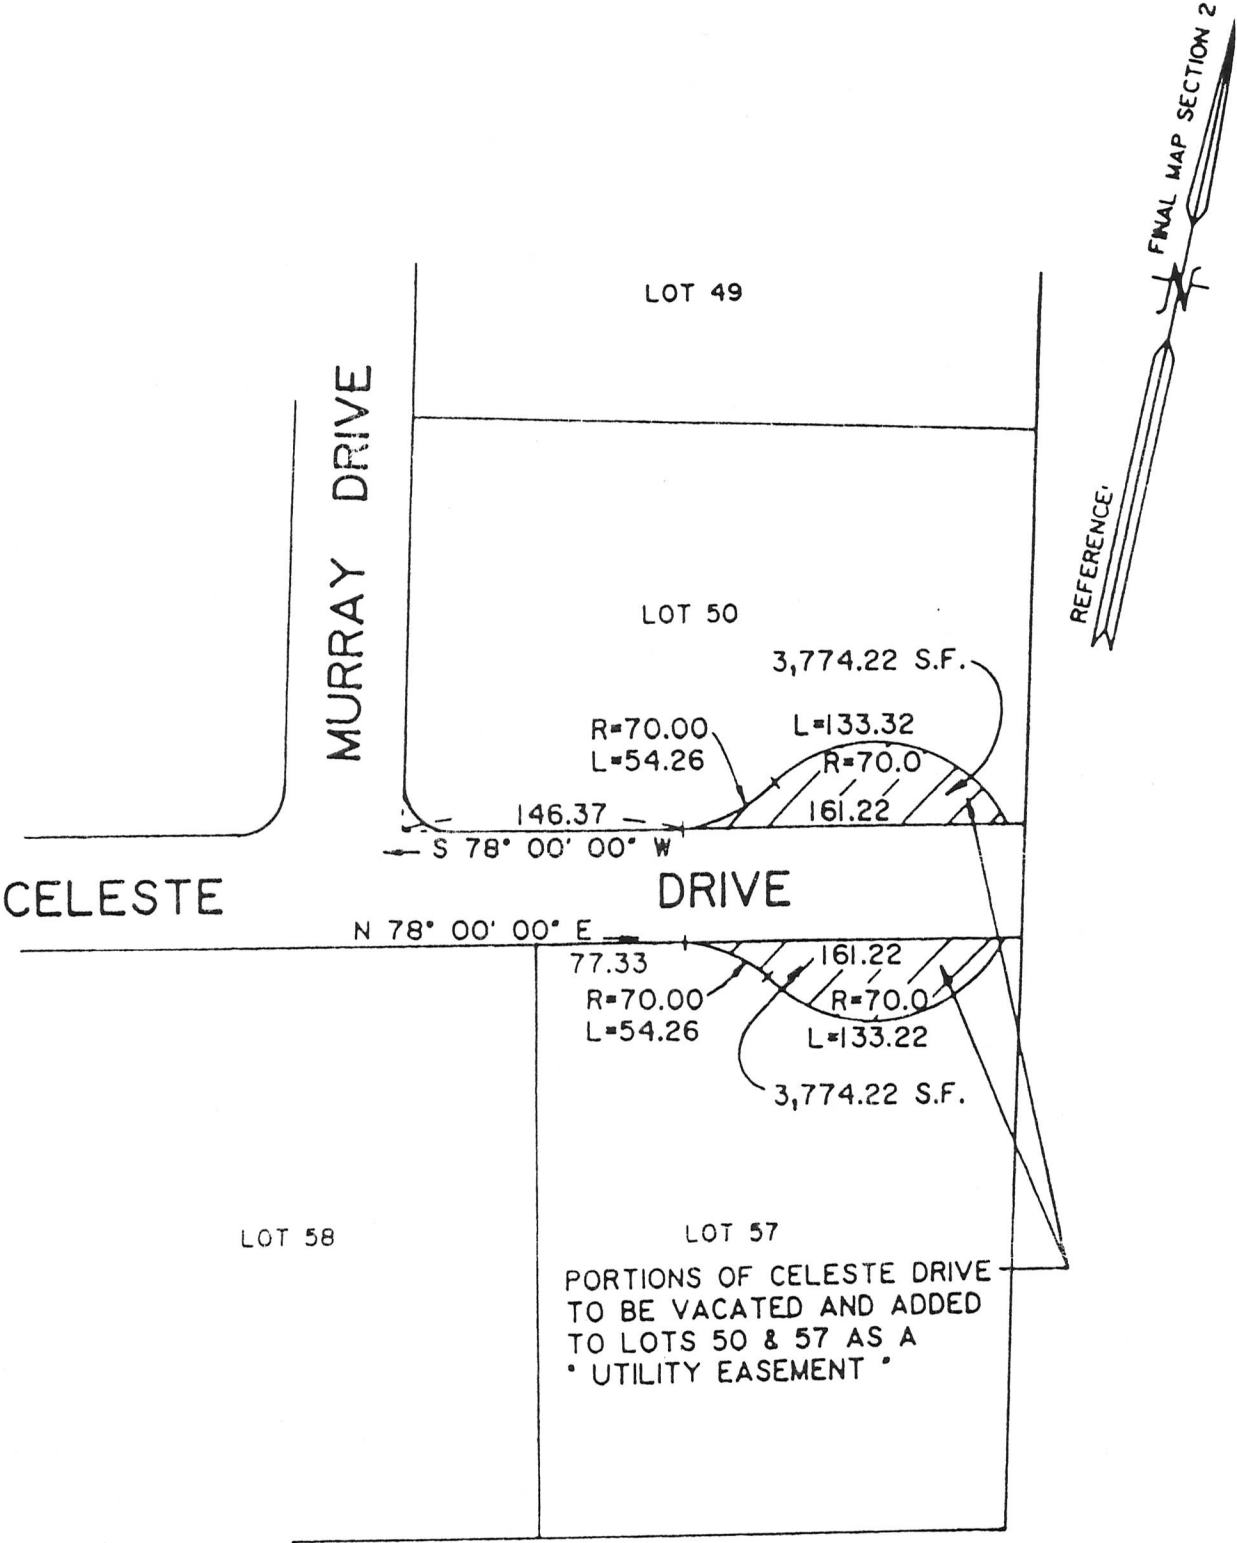 FINAL MAP SECTION 2
REFERENCE:
N
LOT 49
MURRAY DRIVE
LOT 50
3,774.22 S.F.
R=70.00
L=54.26
L=133.32
R=70.0
161.22
146.37
S 78° 00' 00" W
CELESTE DRIVE
N 78° 00' 00" E
77.33
161.22
R=70.00
L=54.26
R=70.0
L=133.22
3,774.22 S.F.
LOT 58
LOT 57
PORTIONS OF CELESTE DRIVE
TO BE VACATED AND ADDED
TO LOTS 50 & 57 AS A
" UTILITY EASEMENT "